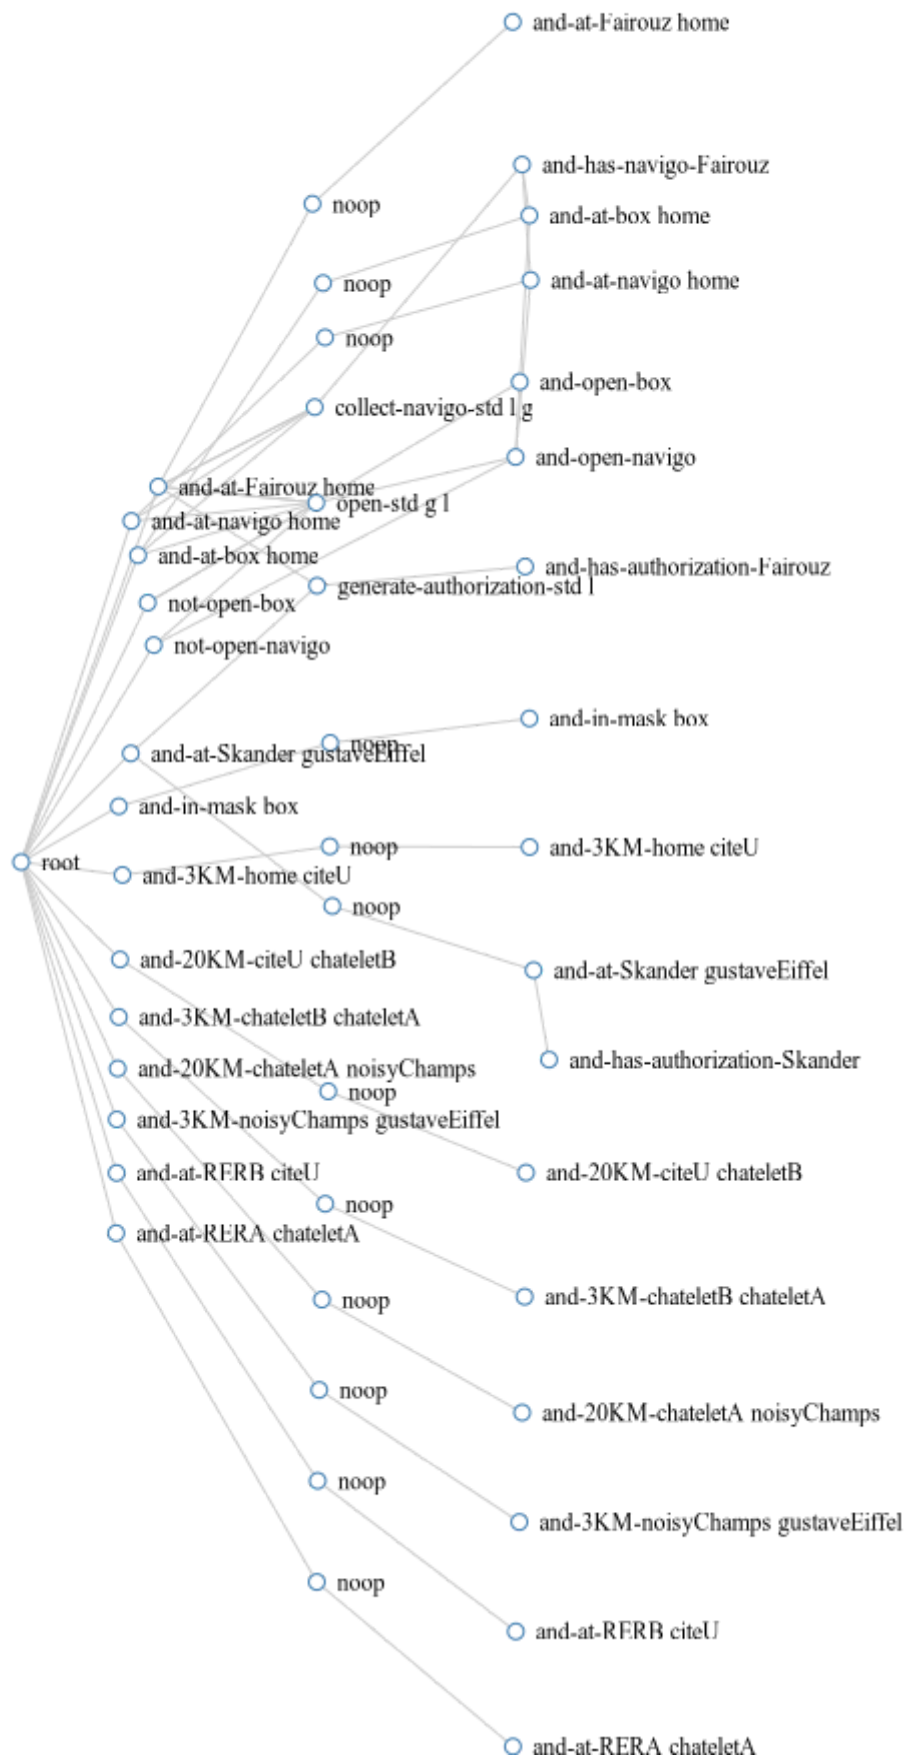 and-at-Fairouz home
and-has-navigo-Fairouz
noop
and-at-box home
noop
and-at-navigo home
noop
and-open-box
collect-navigo-std l g
and-open-navigo
and-at-Fairouz home
open-std g l
and-at-navigo home
and-at-box home
and-has-authorization-Fairouz
generate-authorization-std l
not-open-box
not-open-navigo
and-in-mask box
noop
and-at-Skander gustaveEiffel
and-in-mask box
noop
and-3KM-home citeU
root
and-3KM-home citeU
noop
and-20KM-citeU chateletB
and-at-Skander gustaveEiffel
and-3KM-chateletB chateletA
and-has-authorization-Skander
and-20KM-chateletA noisyChamps
noop
and-3KM-noisyChamps gustaveEiffel
and-at-RERB citeU
and-20KM-citeU chateletB
noop
and-at-RERA chateletA
noop
and-3KM-chateletB chateletA
noop
and-20KM-chateletA noisyChamps
noop
and-3KM-noisyChamps gustaveEiffel
noop
and-at-RERB citeU
and-at-RERA chateletA